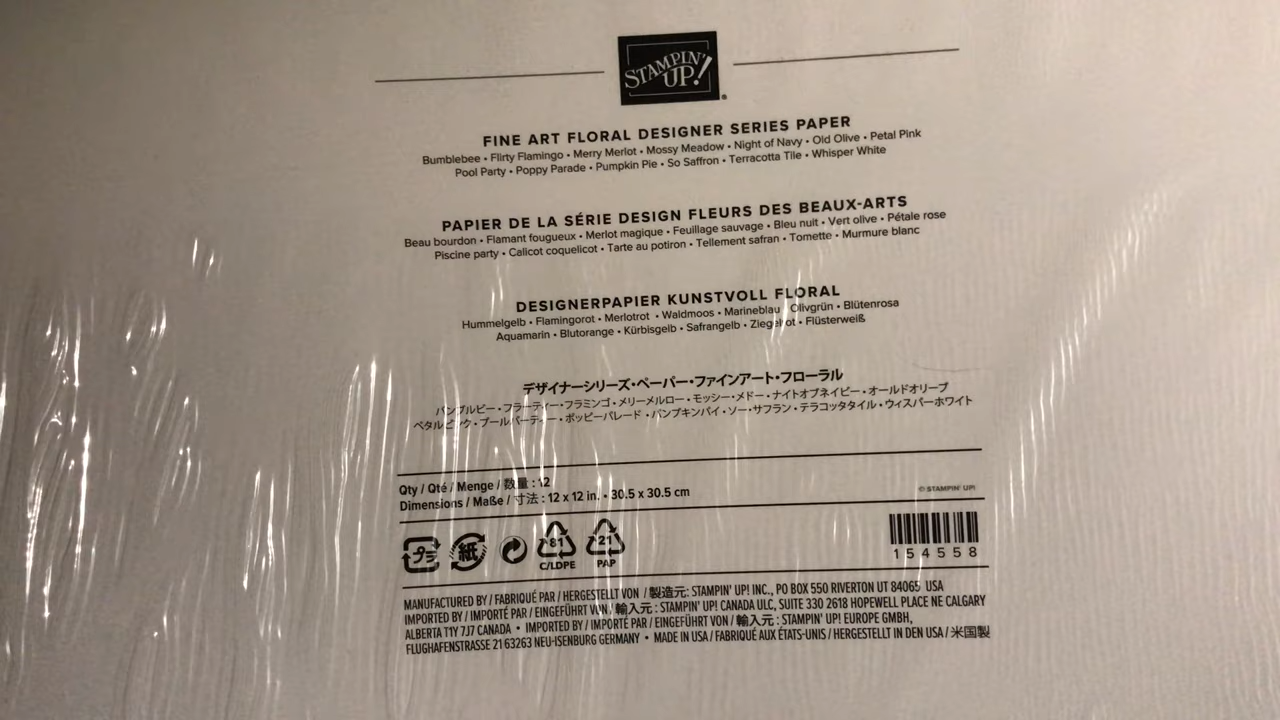 STAMPIN' UP!®
FINE ART FLORAL DESIGNER SERIES PAPER
Bumblebee • Flirty Flamingo • Merry Merlot • Mossy Meadow • Night of Navy • Old Olive • Petal Pink
Pool Party • Poppy Parade • Pumpkin Pie • So Saffron • Terracotta Tile • Whisper White
PAPIER DE LA SÉRIE DESIGN FLEURS DES BEAUX-ARTS
Beau bourdon • Flamant fougueux • Merlot magique • Feuillage sauvage • Bleu nuit • Vert olive • Pétale rose
Piscine party • Calicot coquelicot • Tarte au potiron • Tellement safran • Tomette • Murmure blanc
DESIGNERPAPIER KUNSTVOLL FLORAL
Hummelgelb • Flamingorot • Merlotrot • Waldmoos • Marineblau Olivgrün • Blütenrosa
Aquamarin • Blutorange • Kürbisgelb • Safrangelb • Ziegelrot • Flüsterweiß
デザイナーシリーズ・ペーパー・ファインアート・フローラル
バンブルビー・フラーティー・フラミンゴ・メリーメルロー・モッシー・メドー・ナイトオブネイビー・オールドオリーブ
ペタルピンク・プールパーティー・ポッピーパレード・パンプキンパイ・ソー・サフラン・テラコッタタイル・ウィスパーホワイト
Qty / Qté / Menge / 数量 : 12
Dimensions / Maße / 寸法 : 12 x 12 in. • 30.5 x 30.5 cm
© STAMPIN' UP!
プラ 紙 81 21
C/LDPE PAP
154558
MANUFACTURED BY / FABRIQUÉ PAR / HERGESTELLT VON / 製造元: STAMPIN' UP! INC., PO BOX 550 RIVERTON UT 84065 USA
IMPORTED BY / IMPORTÉ PAR / EINGEFÜHRT VON / 輸入元 : STAMPIN' UP! CANADA ULC, SUITE 330 2618 HOPEWELL PLACE NE CALGARY
ALBERTA T1Y 7J7 CANADA • IMPORTED BY / IMPORTÉ PAR / EINGEFÜHRT VON / 輸入元 : STAMPIN' UP! EUROPE GMBH,
FLUGHAFENSTRASSE 21 63263 NEU-ISENBURG GERMANY • MADE IN USA / FABRIQUÉ AUX ÉTATS-UNIS / HERGESTELLT IN DEN USA / 米国製